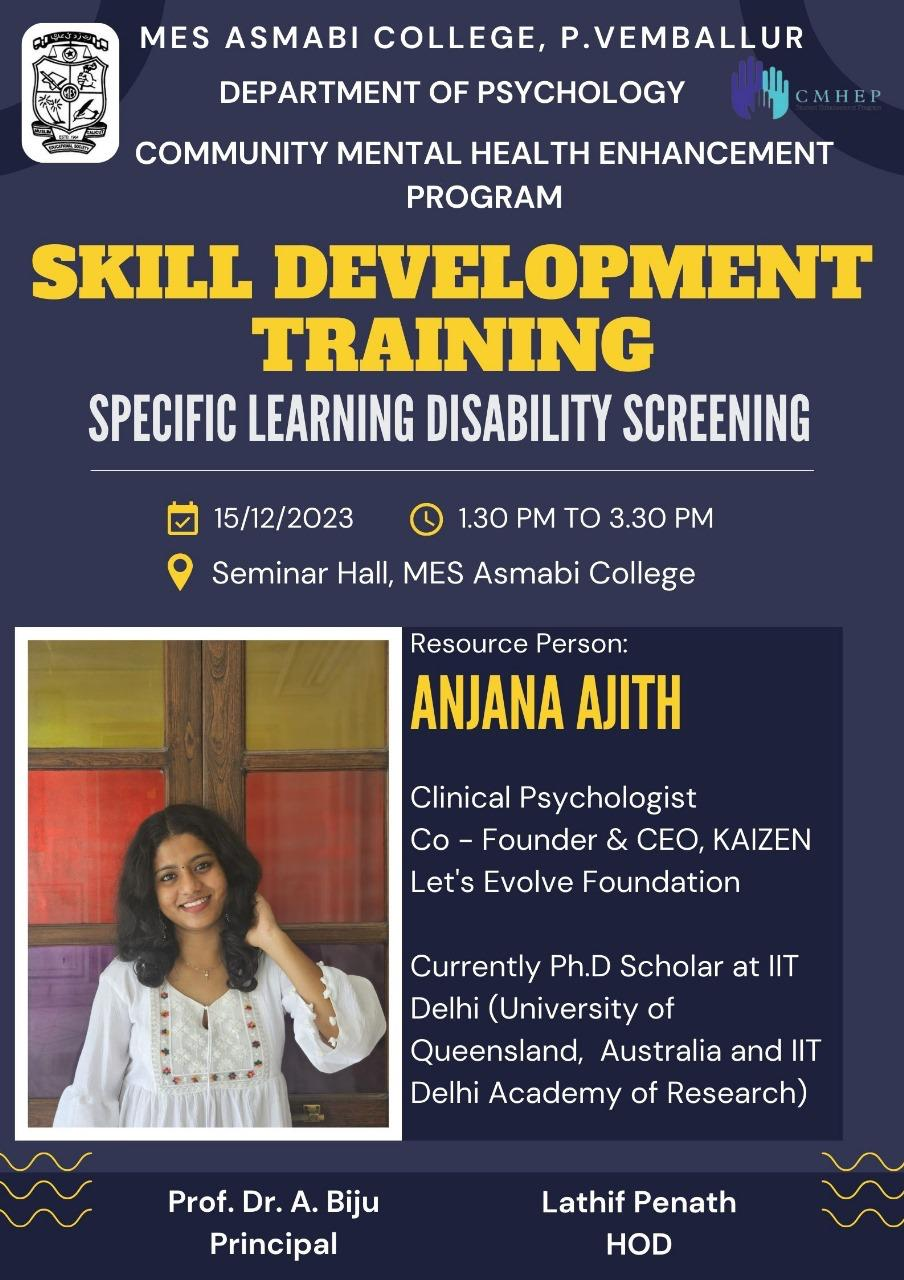 MES ASMABI COLLEGE, P.VEMBALLUR
DEPARTMENT OF PSYCHOLOGY
CMHEP
COMMUNITY MENTAL HEALTH ENHANCEMENT
PROGRAM
SKILL DEVELOPMENT
TRAINING
SPECIFIC LEARNING DISABILITY SCREENING
15/12/2023
1.30 PM TO 3.30 PM
Seminar Hall, MES Asmabi College
Resource Person:
ANJANA AJITH
Clinical Psychologist
Co - Founder & CEO, KAIZEN
Let's Evolve Foundation
Currently Ph.D Scholar at IIT
Delhi (University of
Queensland, Australia and IIT
Delhi Academy of Research)
Prof. Dr. A. Biju
Principal
Lathif Penath
HOD